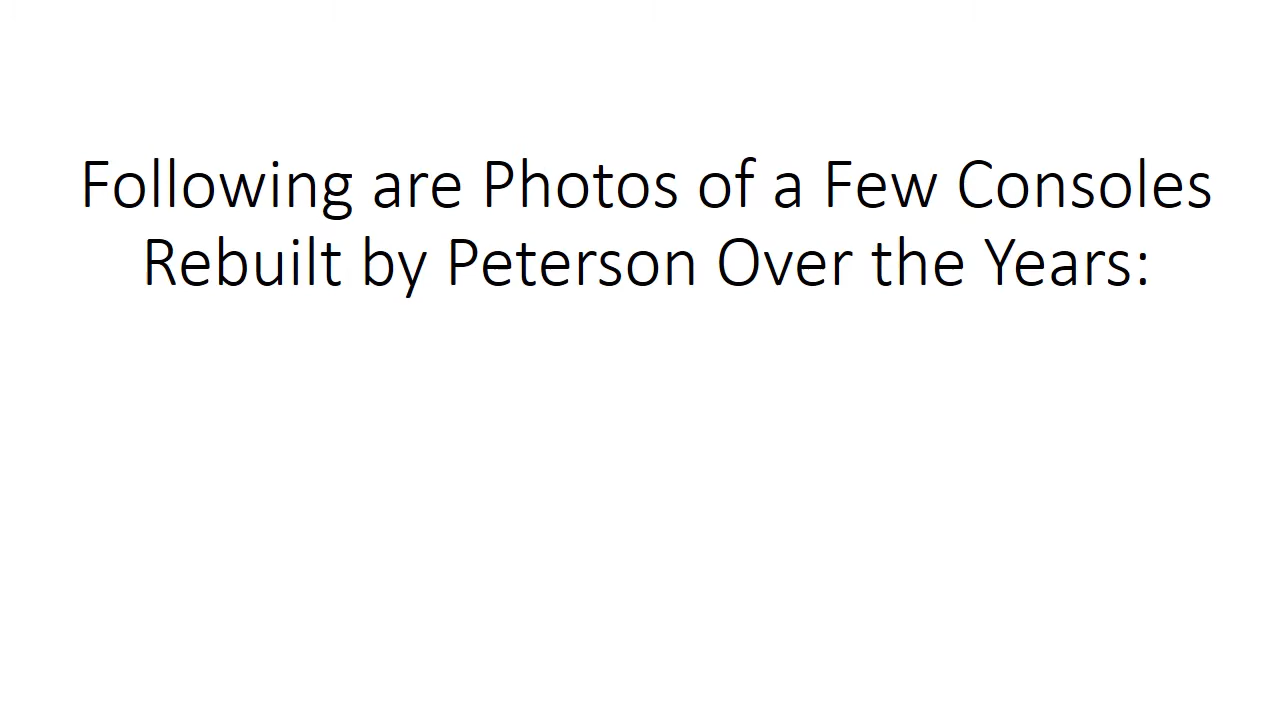 Following are Photos of a Few Consoles
Rebuilt by Peterson Over the Years: